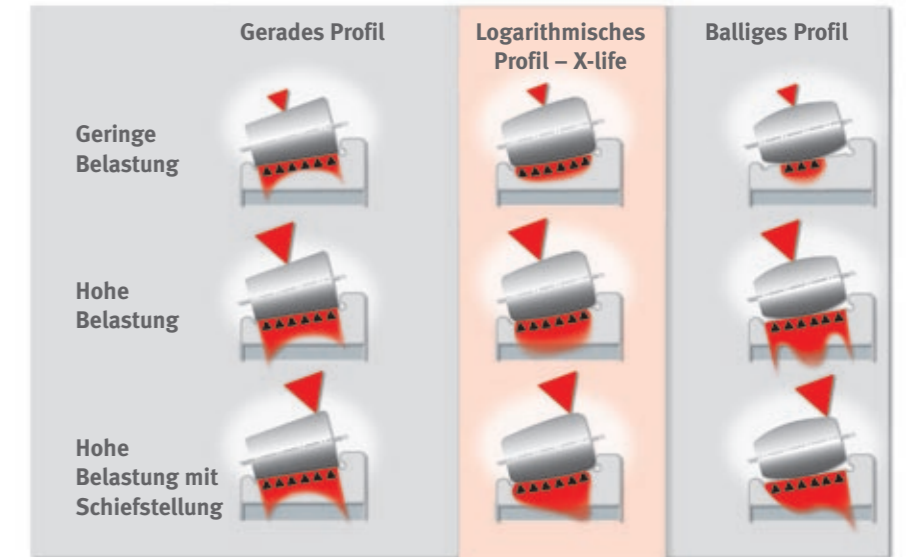 Gerades Profil
Logarithmisches
Profil – X-life
Balliges Profil
Geringe
Belastung
Hohe
Belastung
Hohe
Belastung mit
Schiefstellung